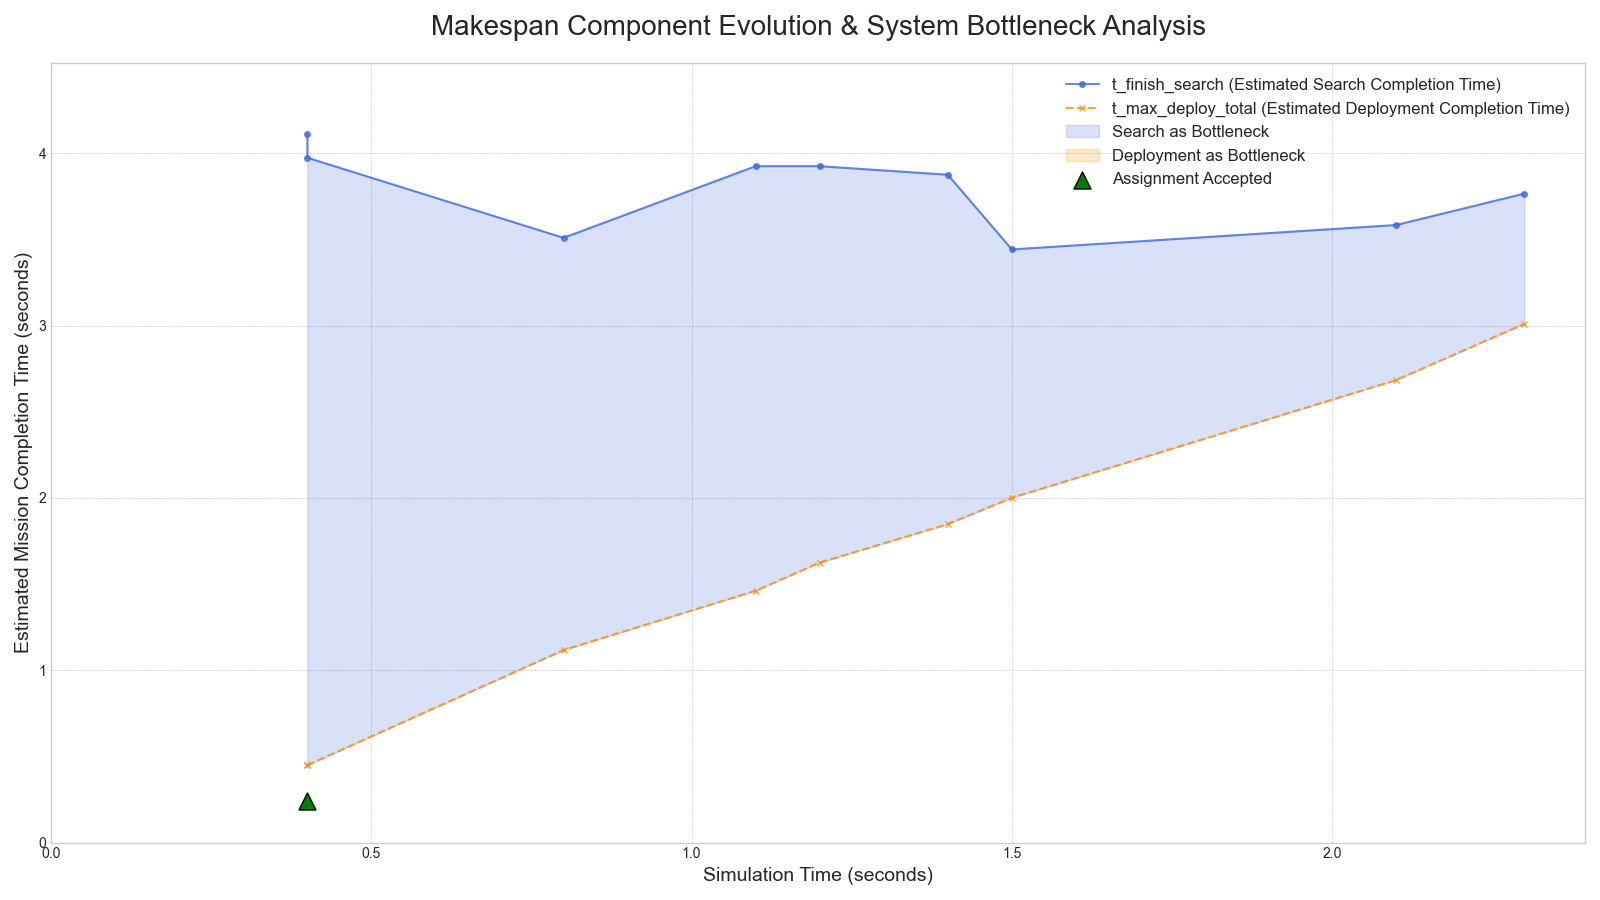 Makespan Component Evolution & System Bottleneck Analysis
t_finish_search (Estimated Search Completion Time)
t_max_deploy_total (Estimated Deployment Completion Time)
Search as Bottleneck
Deployment as Bottleneck
Assignment Accepted
Estimated Mission Completion Time (seconds)
4
3
2
1
0
0.0 0.5 1.0 1.5 2.0
Simulation Time (seconds)